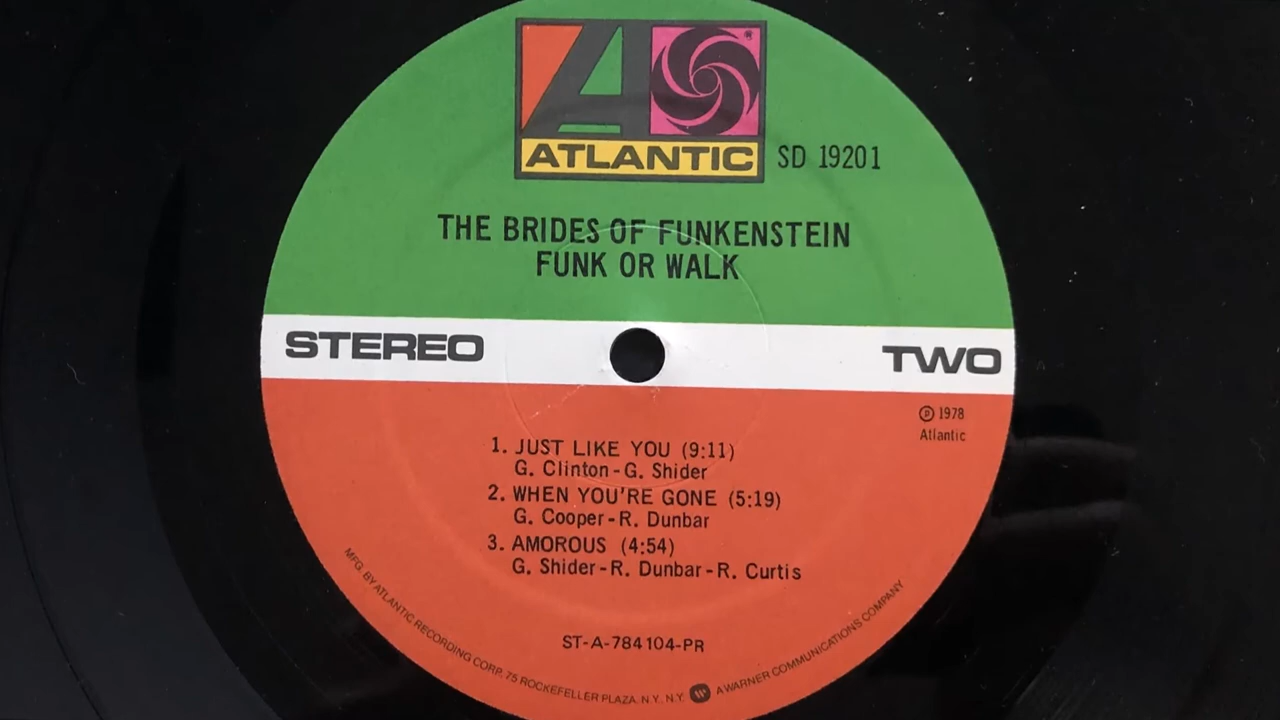 ATLANTIC
SD 19201
THE BRIDES OF FUNKENSTEIN
FUNK OR WALK
STEREO
TWO
℗ 1978
Atlantic
1. JUST LIKE YOU (9:11)
G. Clinton-G. Shider
2. WHEN YOU'RE GONE (5:19)
G. Cooper-R. Dunbar
3. AMOROUS (4:54)
G. Shider-R. Dunbar-R. Curtis
ST-A-784104-PR
MFG. BY ATLANTIC RECORDING CORP. 75 ROCKEFELLER PLAZA, N.Y. N.Y. A WARNER COMMUNICATIONS COMPANY